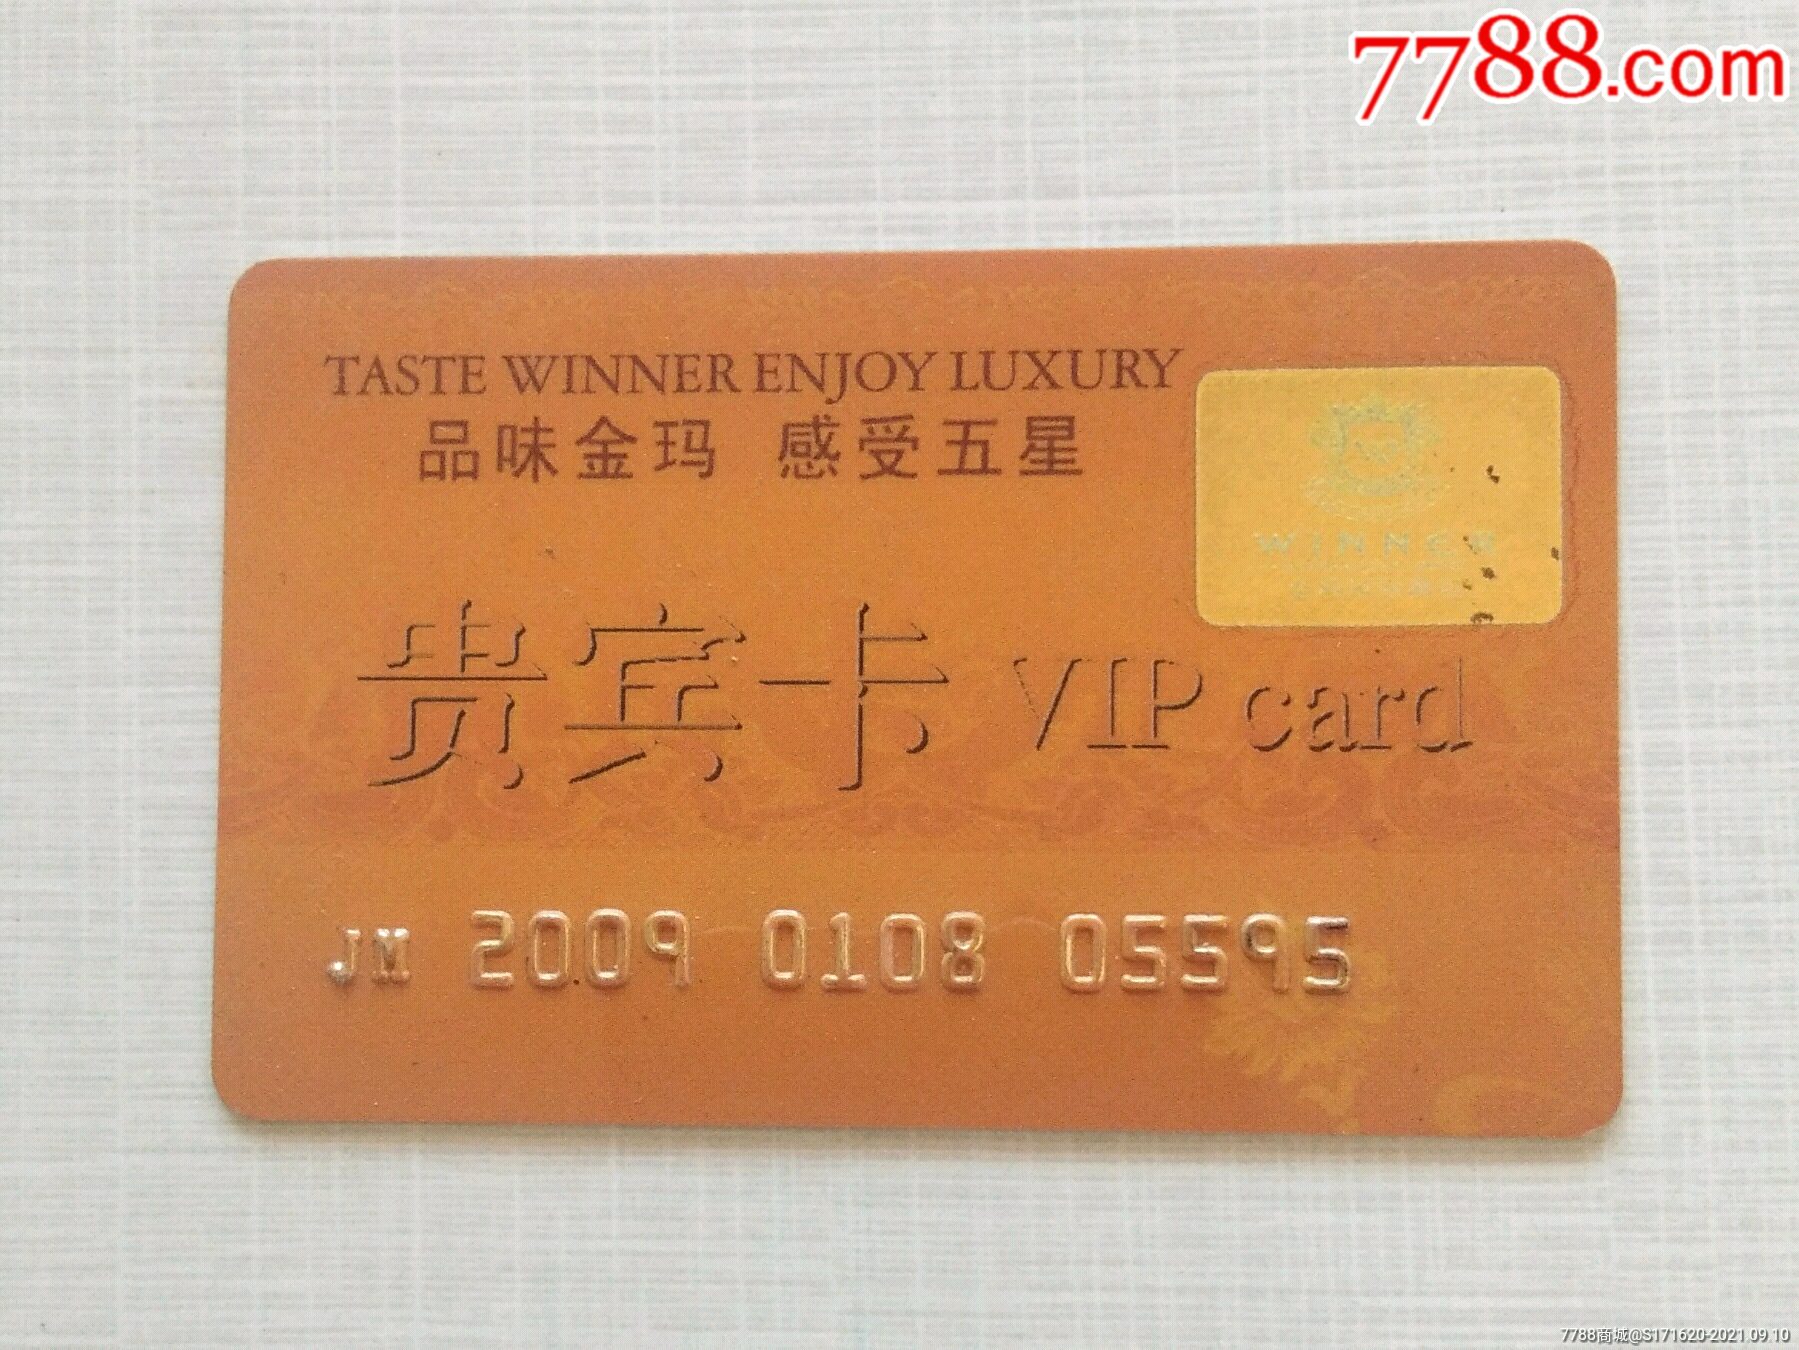 7788.com
TASTE WINNER ENJOY LUXURY
品味金玛 感受五星
WINNER
贵宾卡 VIP card
JM 2009 0108 05595
7788商城@S171620-2021.09.10